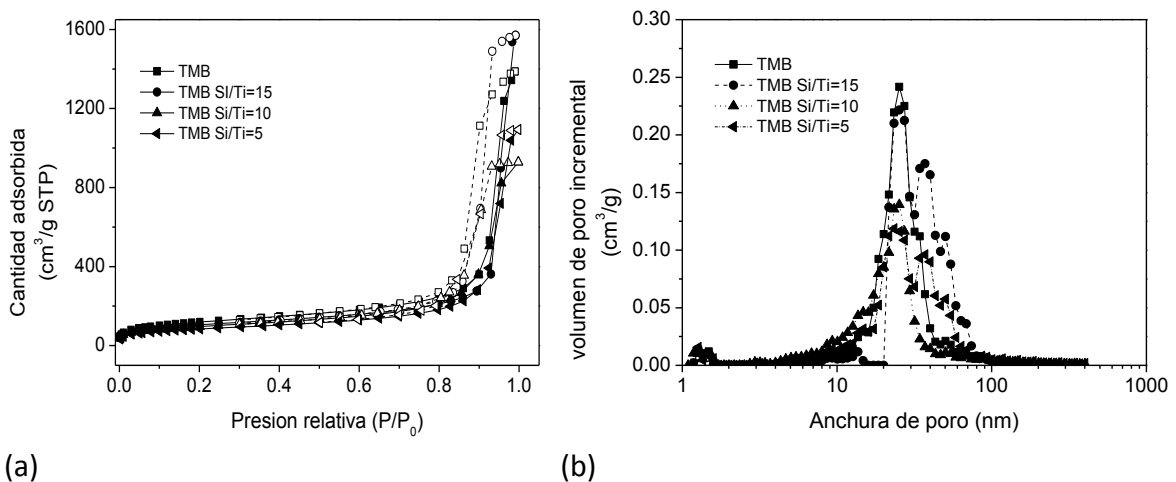 1600
1200
800
400
0
0.0
0.2
0.4
0.6
0.8
1.0
Cantidad adsorbida
(cm³/g STP)
Presion relativa (P/P₀)
TMB
TMB SI/Ti=15
TMB Si/Ti=10
TMB Si/Ti=5
(a)
0.30
0.25
0.20
0.15
0.10
0.05
0.00
1
10
100
1000
volumen de poro incremental
(cm³/g)
Anchura de poro (nm)
TMB
TMB Si/Ti=15
TMB Si/Ti=10
TMB Si/Ti=5
(b)